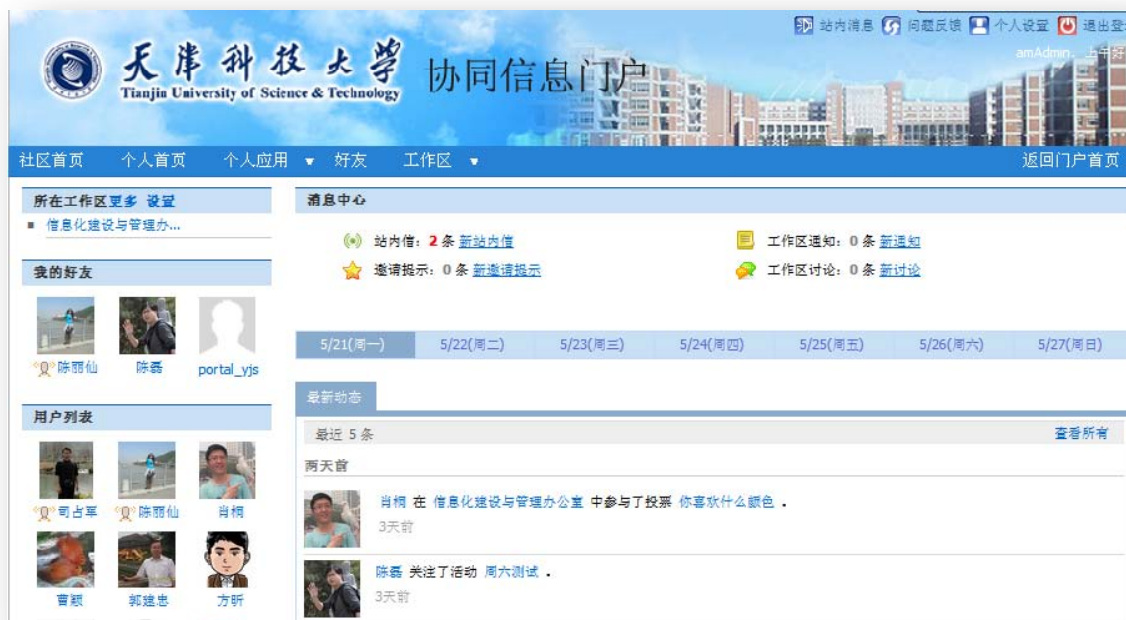 站内消息 问题反馈 个人设置 退出登
amAdmin, 上午好
天津科技大学 协同信息门户
Tianjin University of Science & Technology
社区首页 个人首页 个人应用 ▼ 好友 工作区 ▼ 返回门户首页
所在工作区更多 设置
信息化建设与管理办...
我的好友
陈丽仙 陈磊 portal_yjs
用户列表
司占军 陈丽仙 肖桐
曹颖 郭建忠 方昕
消息中心
站内信: 2 条 新站内信 工作区通知: 0 条 新通知
邀请提示: 0 条 新邀请提示 工作区讨论: 0 条 新讨论
5/21(周一) 5/22(周二) 5/23(周三) 5/24(周四) 5/25(周五) 5/26(周六) 5/27(周日)
最新动态
最近 5 条 查看所有
两天前
肖桐 在 信息化建设与管理办公室 中参与了投票 你喜欢什么颜色 .
3天前
陈磊 关注了活动 周六测试 .
3天前